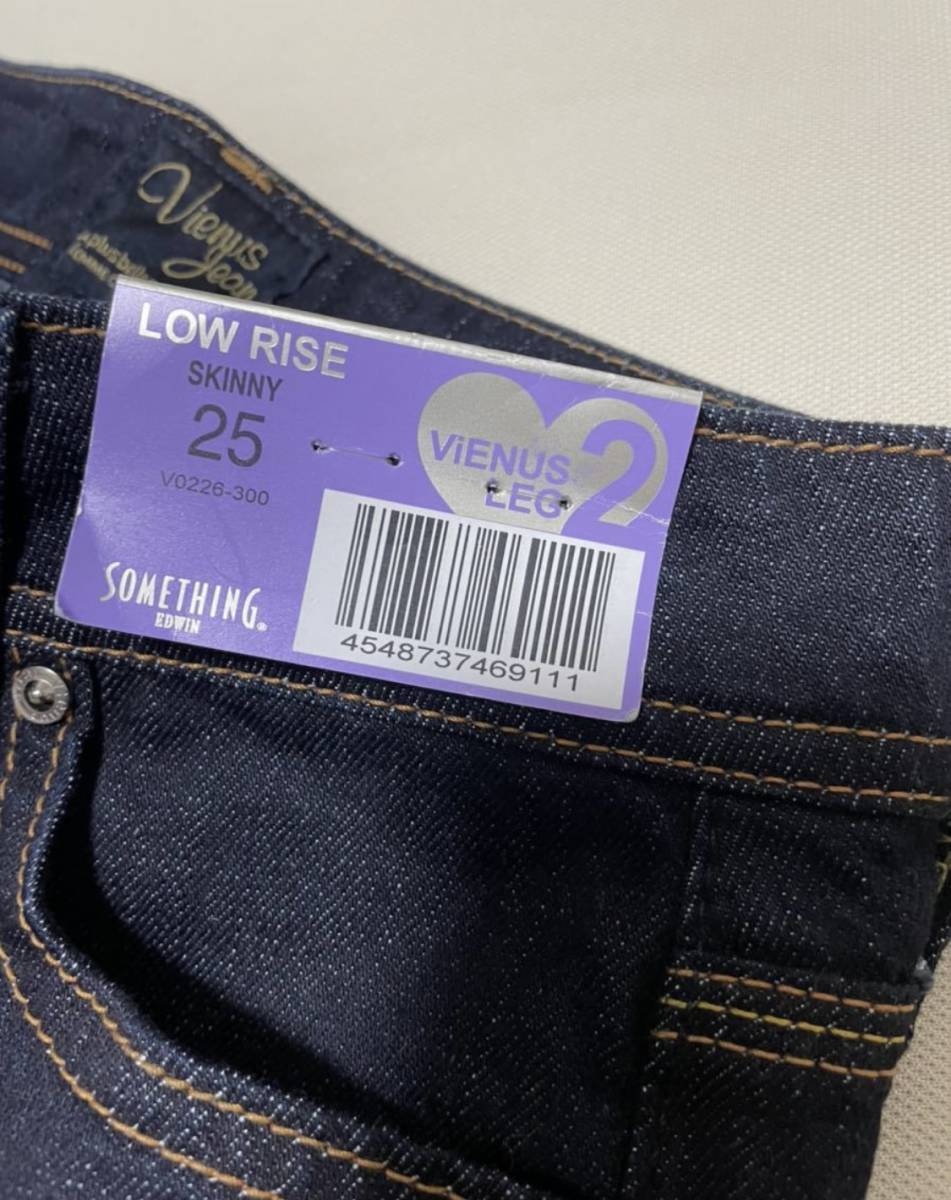 Vienus
Jean
LOW RISE
SKINNY
25
V0226-300
ViENUS
LEG
2
SOMETHING®
EDWIN
4548737469111